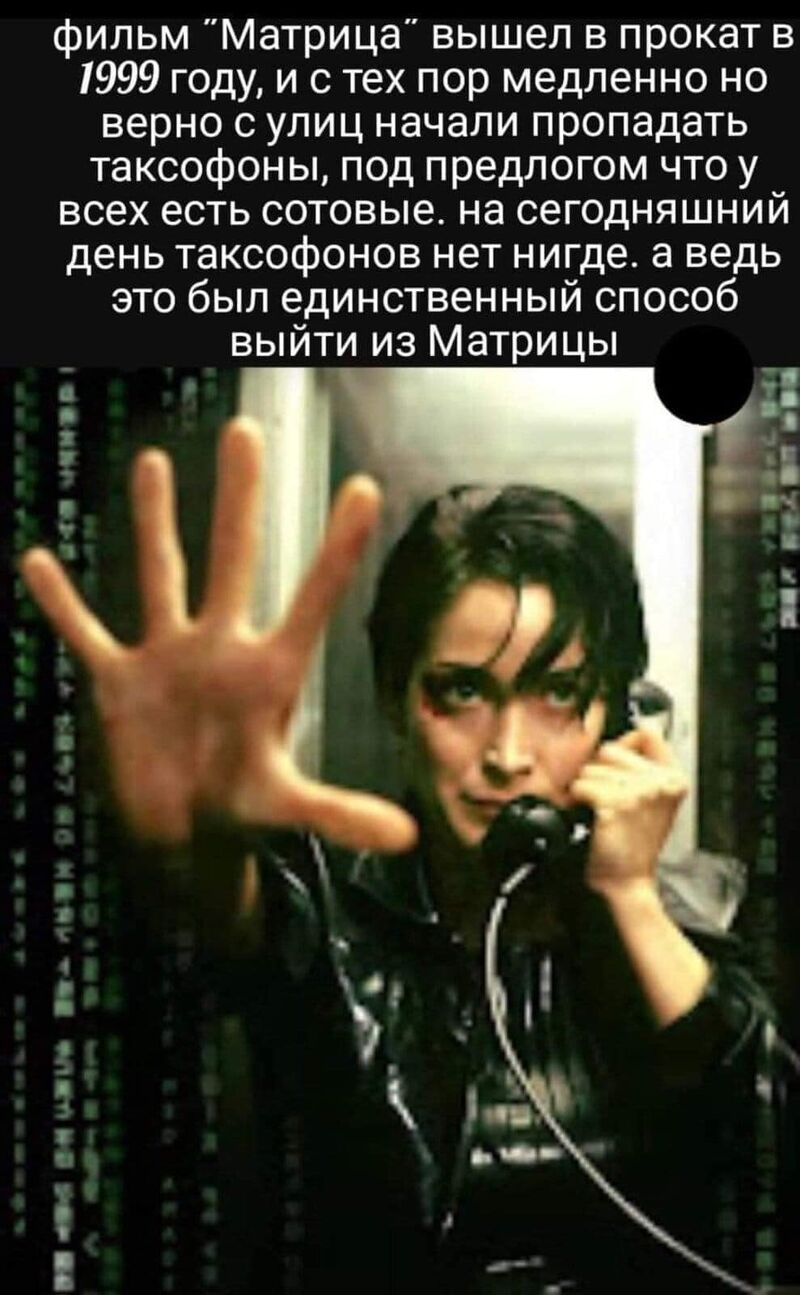 фильм "Матрица" вышел в прокат в
1999 году, и с тех пор медленно но
верно с улиц начали пропадать
таксофоны, под предлогом что у
всех есть сотовые. на сегодняшний
день таксофонов нет нигде. а ведь
это был единственный способ
выйти из Матрицы